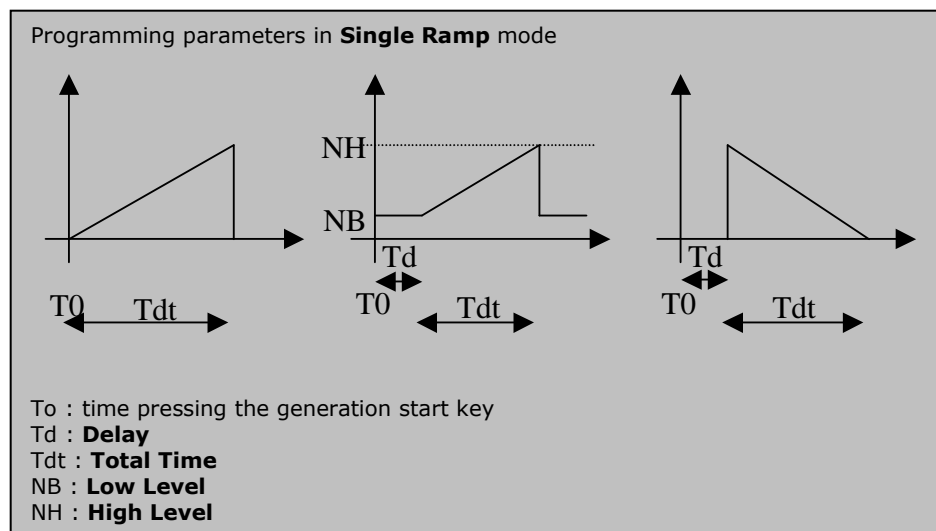 Programming parameters in Single Ramp mode
NH
NB
Td
Td
T0
Tdt
T0
Tdt
T0
Tdt
To : time pressing the generation start key
Td : Delay
Tdt : Total Time
NB : Low Level
NH : High Level